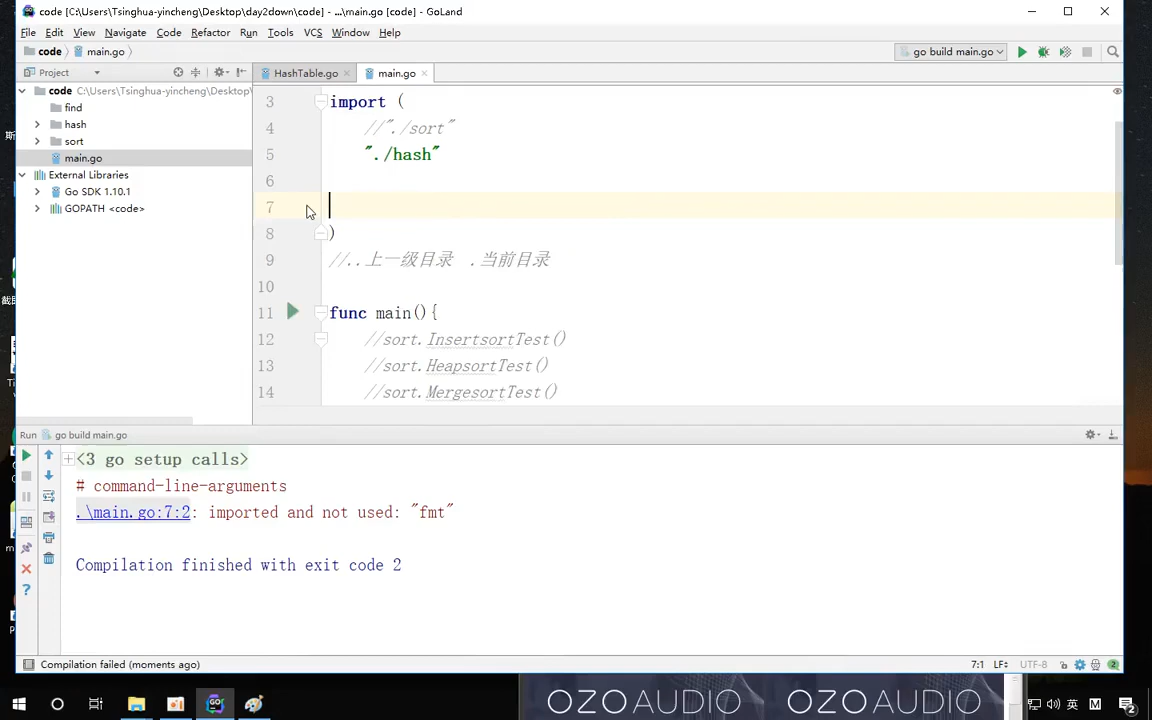 code [C:\Users\Tsinghua-yincheng\Desktop\day2down\code] - ...\main.go [code] - GoLand
File Edit View Navigate Code Refactor Run Tools VCS Window Help
code main.go
go build main.go
Project
HashTable.go
main.go
code C:\Users\Tsinghua-yincheng\Desktop\
find
hash
sort
main.go
External Libraries
Go SDK 1.10.1
GOPATH <code>
3 import (
4 //"./sort"
5 "./hash"
6
7
8 )
9 //..上一级目录 .当前目录
10
11 func main(){
12 //sort.InsertsortTest()
13 //sort.HeapsortTest()
14 //sort.MergesortTest()
Run go build main.go
<3 go setup calls>
# command-line-arguments
.\main.go:7:2: imported and not used: "fmt"
Compilation finished with exit code 2
Compilation failed (moments ago)
7:1 LF÷ UTF-8 2
OZO AUDIO OZO AUDIO
英 M 2